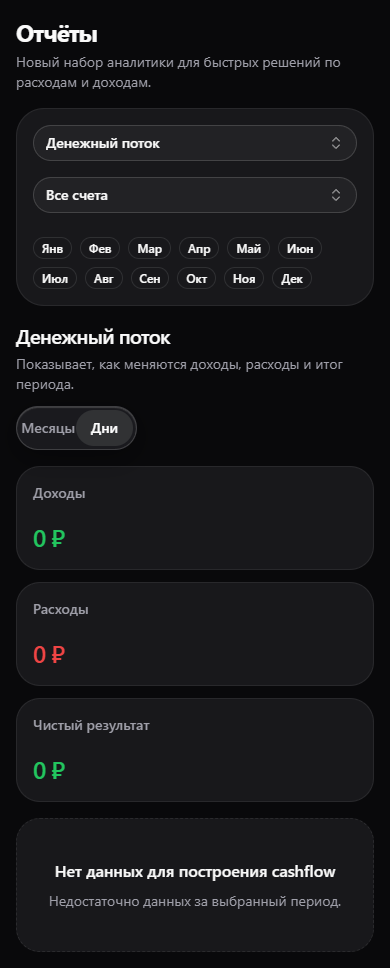 Отчёты
Новый набор аналитики для быстрых решений по
расходам и доходам.
Денежный поток
Все счета
Янв Фев Мар Апр Май Июн
Июл Авг Сен Окт Ноя Дек
Денежный поток
Показывает, как меняются доходы, расходы и итог
периода.
Месяцы Дни
Доходы
0 ₽
Расходы
0 ₽
Чистый результат
0 ₽
Нет данных для построения cashflow
Недостаточно данных за выбранный период.